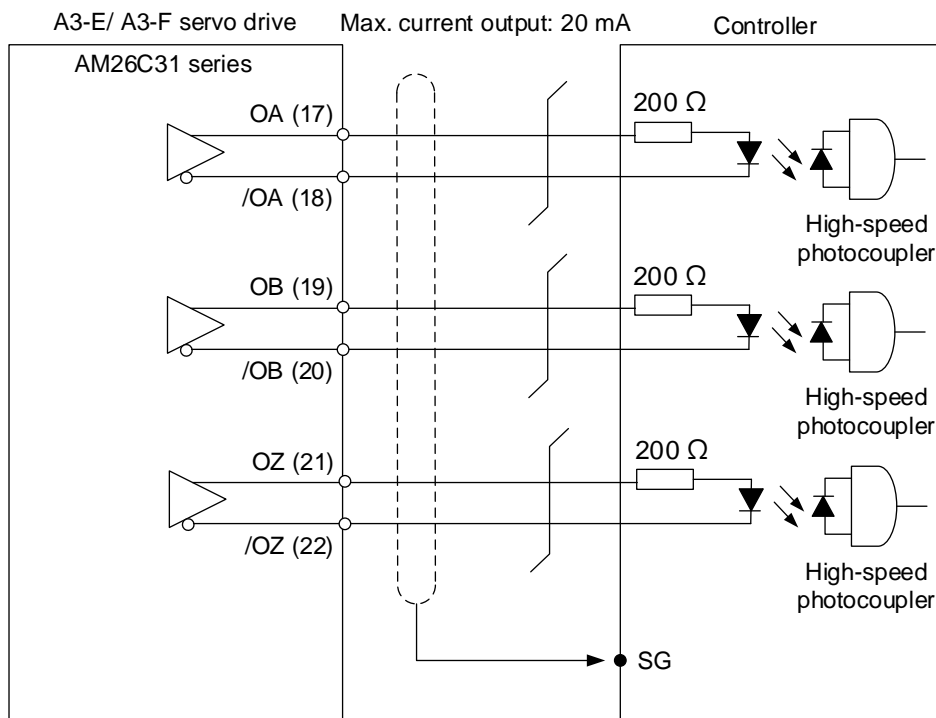 A3-E/ A3-F servo drive
Max. current output: 20 mA
Controller
AM26C31 series
OA (17)
200 Ω
/OA (18)
High-speed
photocoupler
OB (19)
200 Ω
/OB (20)
High-speed
photocoupler
OZ (21)
200 Ω
/OZ (22)
High-speed
photocoupler
SG